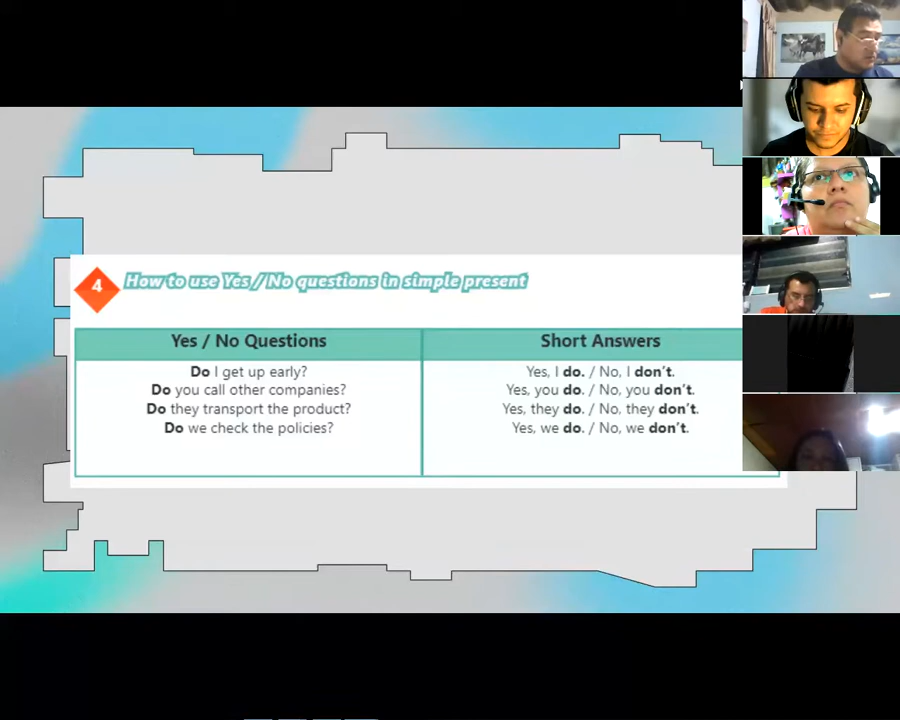 4
How to use Yes / No questions in simple present
Yes / No Questions
Short Answers
Do I get up early?
Yes, I do. / No, I don't.
Do you call other companies?
Yes, you do. / No, you don't.
Do they transport the product?
Yes, they do. / No, they don't.
Do we check the policies?
Yes, we do. / No, we don't.